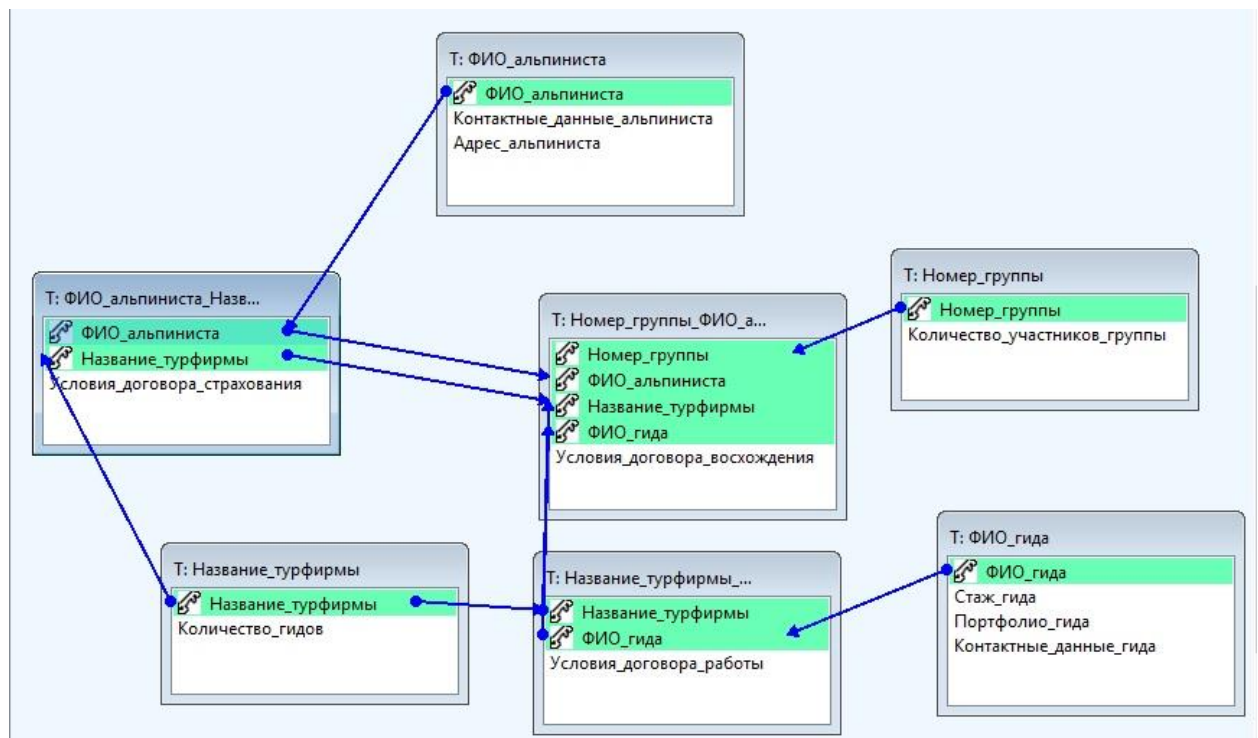 T: ФИО_альпиниста
ФИО_альпиниста
Контактные_данные_альпиниста
Адрес_альпиниста
T: ФИО_альпиниста_Назв...
ФИО_альпиниста
Название_турфирмы
Условия_договора_страхования
T: Номер_группы_ФИО_а...
Номер_группы
ФИО_альпиниста
Название_турфирмы
ФИО_гида
Условия_договора_восхождения
T: Номер_группы
Номер_группы
Количество_участников_группы
T: Название_турфирмы
Название_турфирмы
Количество_гидов
T: Название_турфирмы_...
Название_турфирмы
ФИО_гида
Условия_договора_работы
T: ФИО_гида
ФИО_гида
Стаж_гида
Портфолио_гида
Контактные_данные_гида